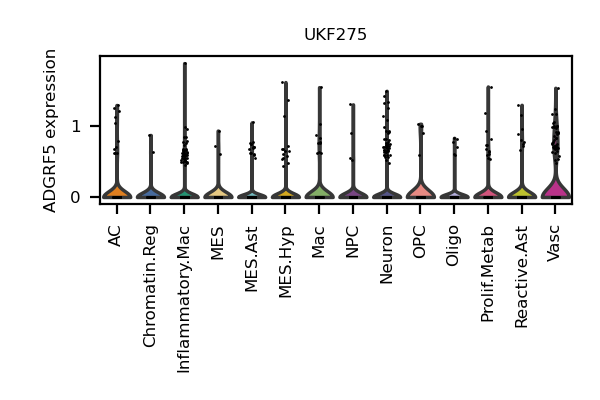 UKF275
ADGRF5 expression
1
0
AC
Chromatin.Reg
Inflammatory.Mac
MES
MES.Ast
MES.Hyp
Mac
NPC
Neuron
OPC
Oligo
Prolif.Metab
Reactive.Ast
Vasc